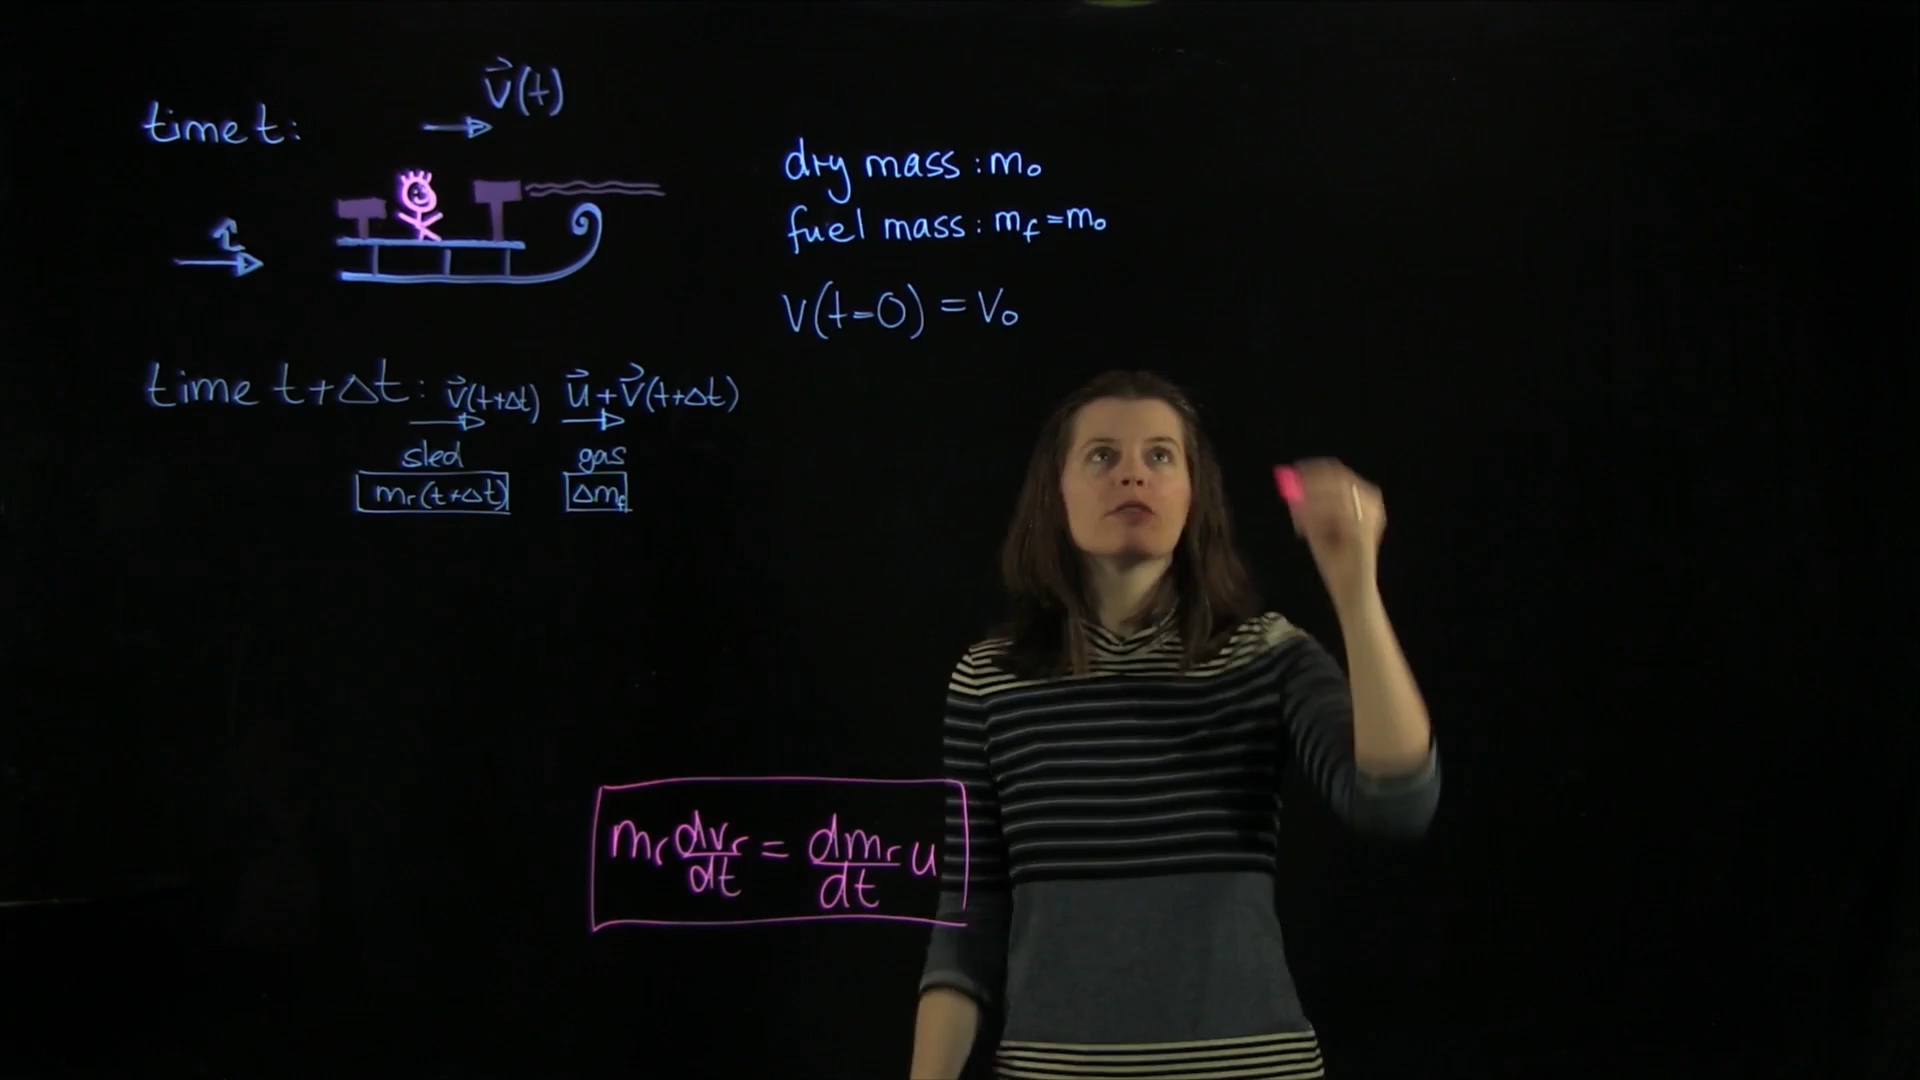 time t:
v⃗(t)
î
dry mass : m₀
fuel mass : m_f = m₀
v(t=0) = v₀
time t+Δt: v⃗(t+Δt) u⃗+v⃗(t+Δt)
sled gas
m_r(t+Δt) Δm_f
m_r dv_r/dt = dm_r/dt u